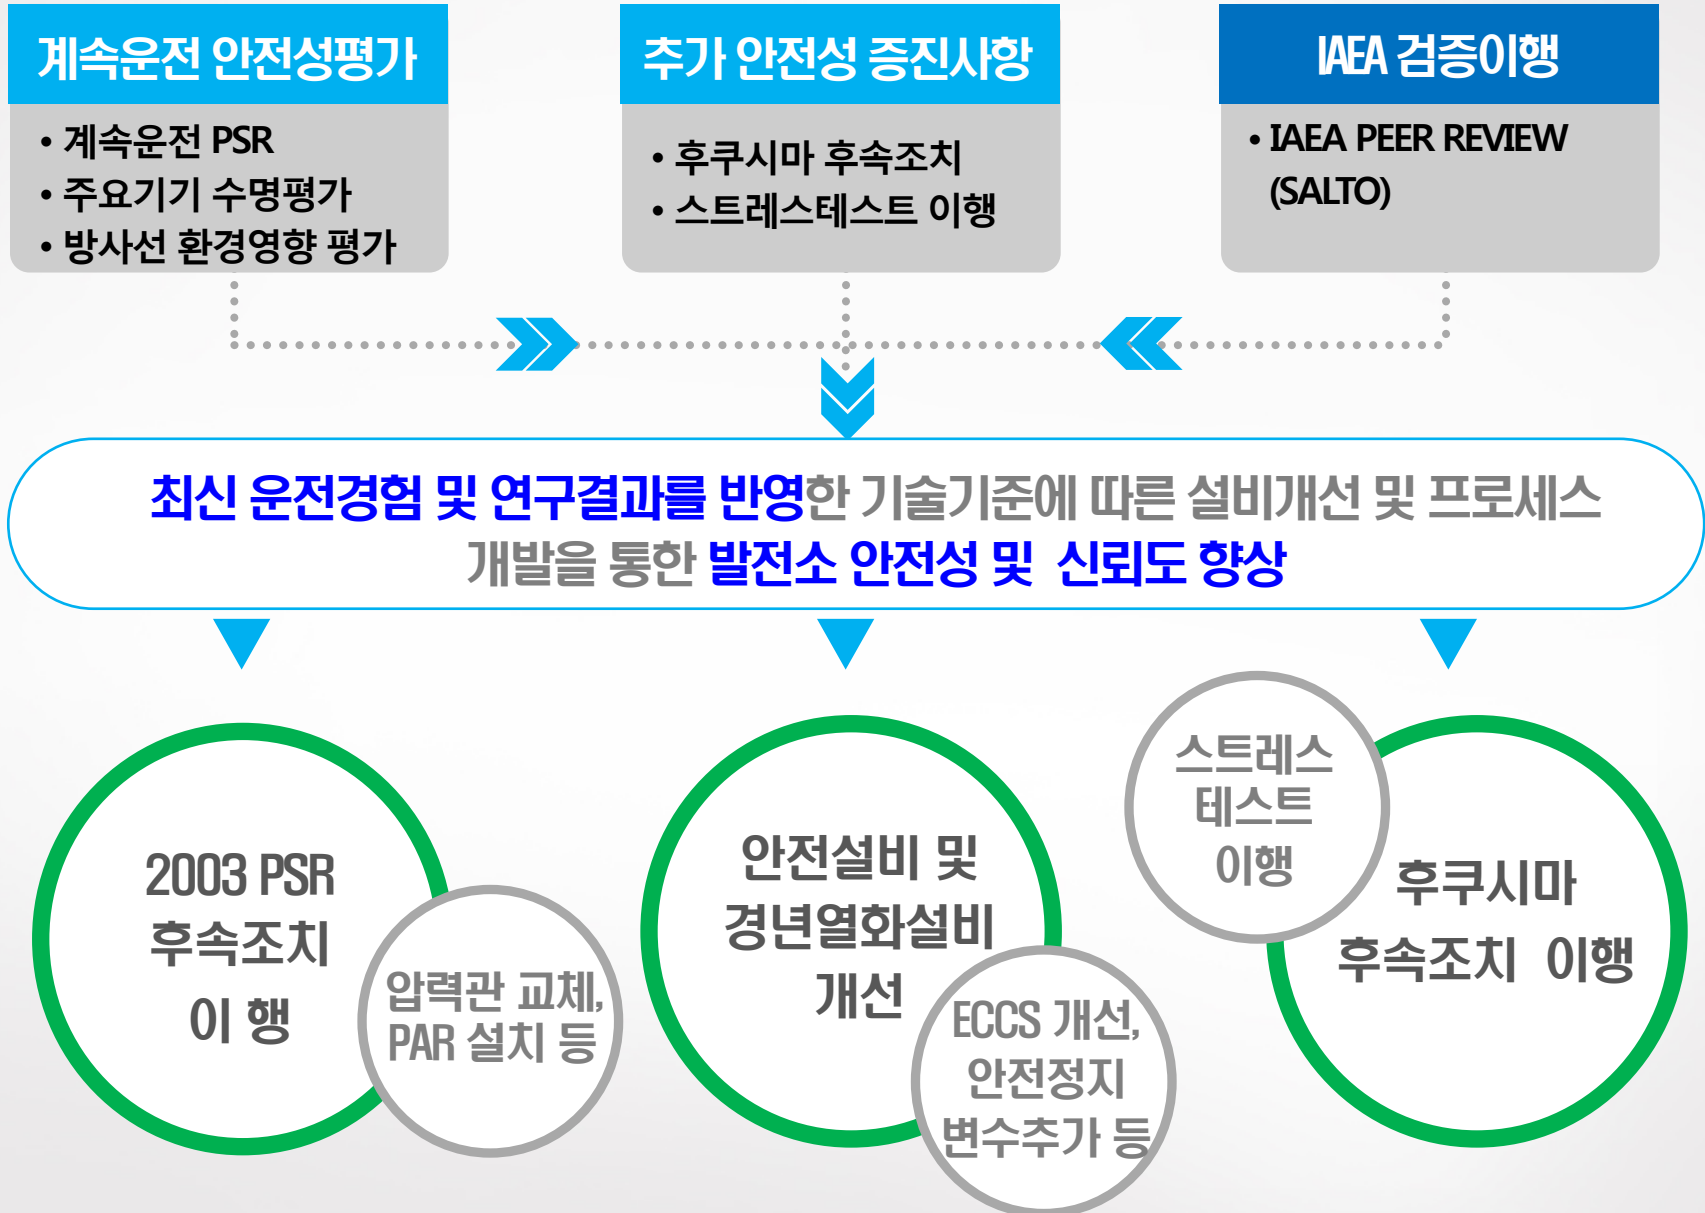 계속운전 안전성평가
• 계속운전 PSR
• 주요기기 수명평가
• 방사선 환경영향 평가
추가 안전성 증진사항
• 후쿠시마 후속조치
• 스트레스테스트 이행
IAEA 검증이행
• IAEA PEER REVIEW
(SALTO)
최신 운전경험 및 연구결과를 반영한 기술기준에 따른 설비개선 및 프로세스
개발을 통한 발전소 안전성 및 신뢰도 향상
2003 PSR
후속조치
이 행
압력관 교체,
PAR 설치 등
안전설비 및
경년열화설비
개선
ECCS 개선,
안전정지
변수추가 등
스트레스
테스트
이행
후쿠시마
후속조치 이행